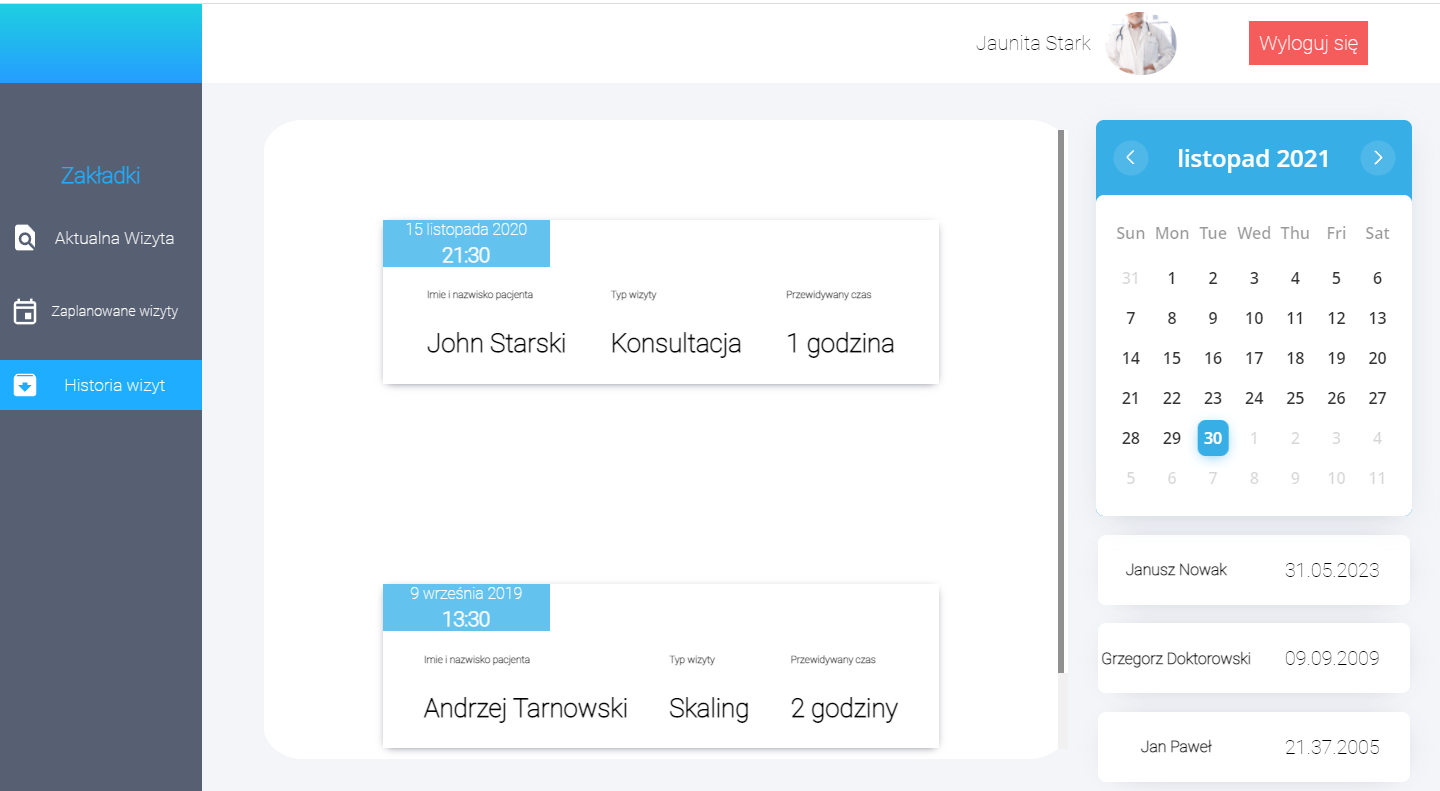 Jaunita Stark
Wyloguj się
Zakładki
Aktualna Wizyta
Zaplanowane wizyty
Historia wizyt
15 listopada 2020
21:30
Imie i nazwisko pacjenta Typ wizyty Przewidywany czas
John Starski Konsultacja 1 godzina
9 września 2019
13:30
Imie i nazwisko pacjenta Typ wizyty Przewidywany czas
Andrzej Tarnowski Skaling 2 godziny
listopad 2021
Sun Mon Tue Wed Thu Fri Sat
31 1 2 3 4 5 6
7 8 9 10 11 12 13
14 15 16 17 18 19 20
21 22 23 24 25 26 27
28 29 30 1 2 3 4
5 6 7 8 9 10 11
Janusz Nowak 31.05.2023
Grzegorz Doktorowski 09.09.2009
Jan Paweł 21.37.2005